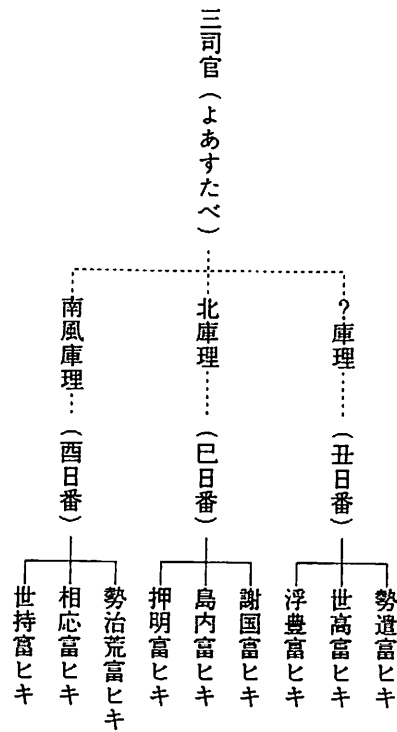 三司官（よあすたべ）
？庫理
（丑日番）
勢遣富ヒキ
世高富ヒキ
浮豊富ヒキ
北庫理
（巳日番）
謝国富ヒキ
島内富ヒキ
押明富ヒキ
南風庫理
（酉日番）
勢治荒富ヒキ
相応富ヒキ
世持富ヒキ